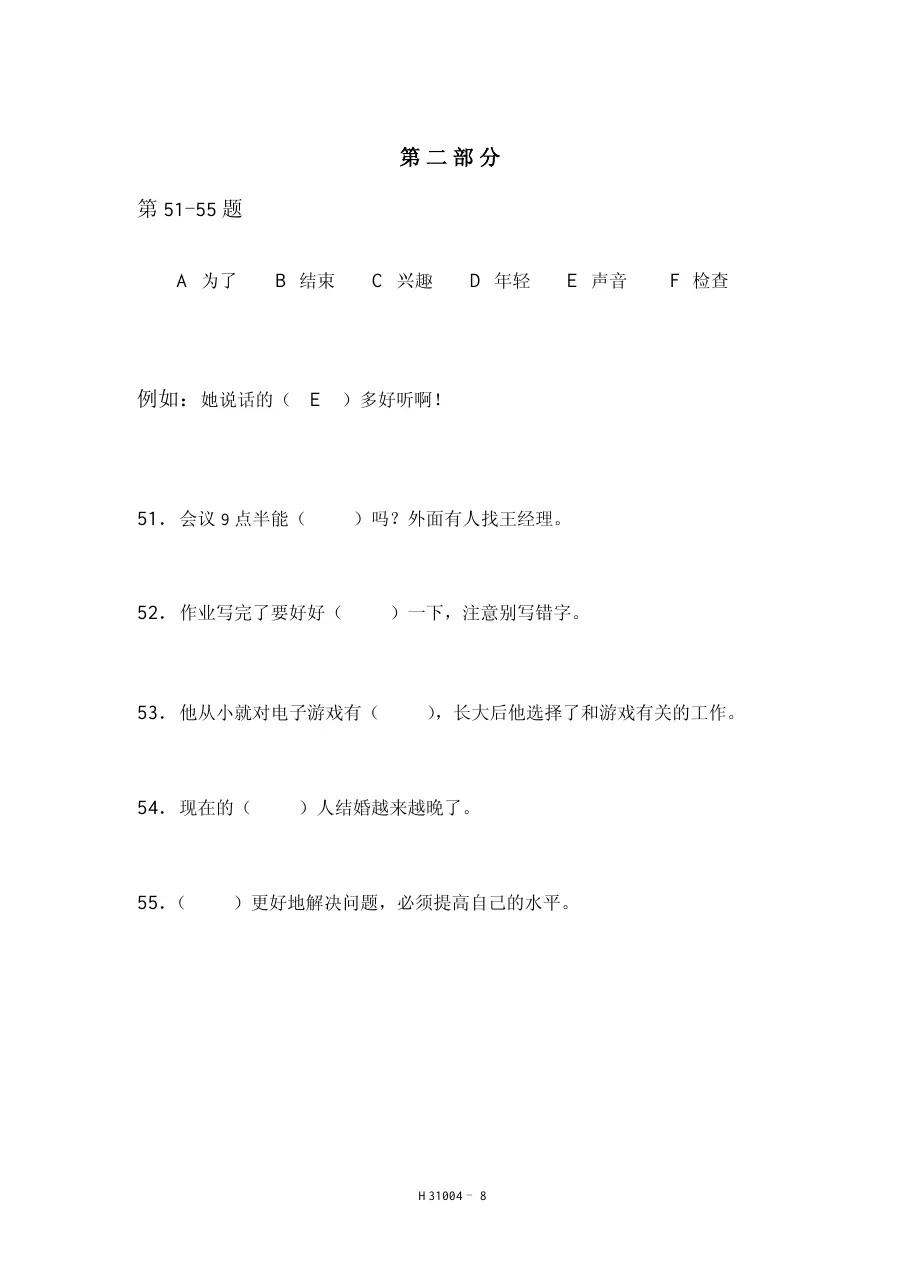 第二部分
第 51-55 题
A 为了 B 结束 C 兴趣 D 年轻 E 声音 F 检查
例如：她说话的（ E ）多好听啊！
51．会议 9 点半能（ ）吗？外面有人找王经理。
52．作业写完了要好好（ ）一下，注意别写错字。
53．他从小就对电子游戏有（ ），长大后他选择了和游戏有关的工作。
54．现在的（ ）人结婚越来越晚了。
55．（ ）更好地解决问题，必须提高自己的水平。
H31004 - 8